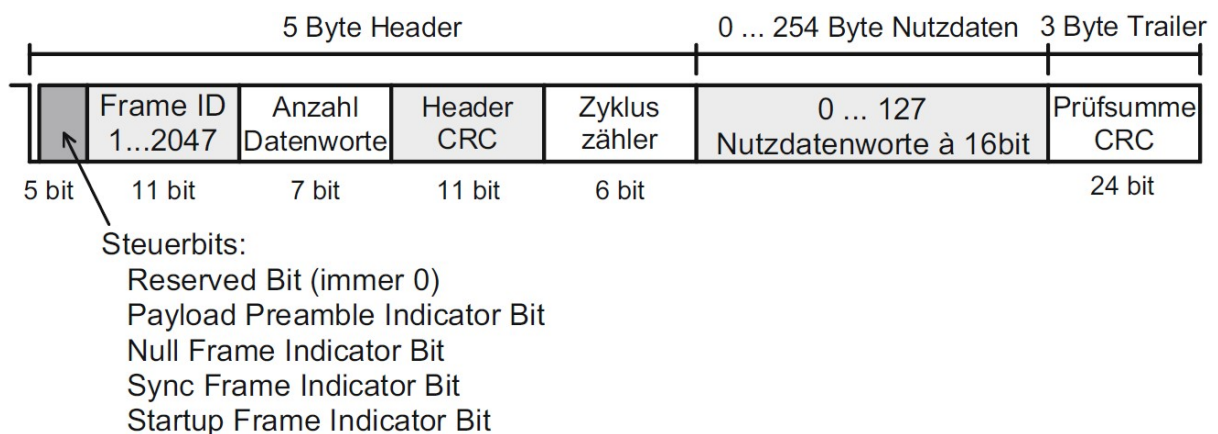 5 Byte Header
0 ... 254 Byte Nutzdaten
3 Byte Trailer
Frame ID
1...2047
Anzahl
Datenworte
Header
CRC
Zyklus
zähler
0 ... 127
Nutzdatenworte à 16bit
Prüfsumme
CRC
5 bit
11 bit
7 bit
11 bit
6 bit
24 bit
Steuerbits:
Reserved Bit (immer 0)
Payload Preamble Indicator Bit
Null Frame Indicator Bit
Sync Frame Indicator Bit
Startup Frame Indicator Bit